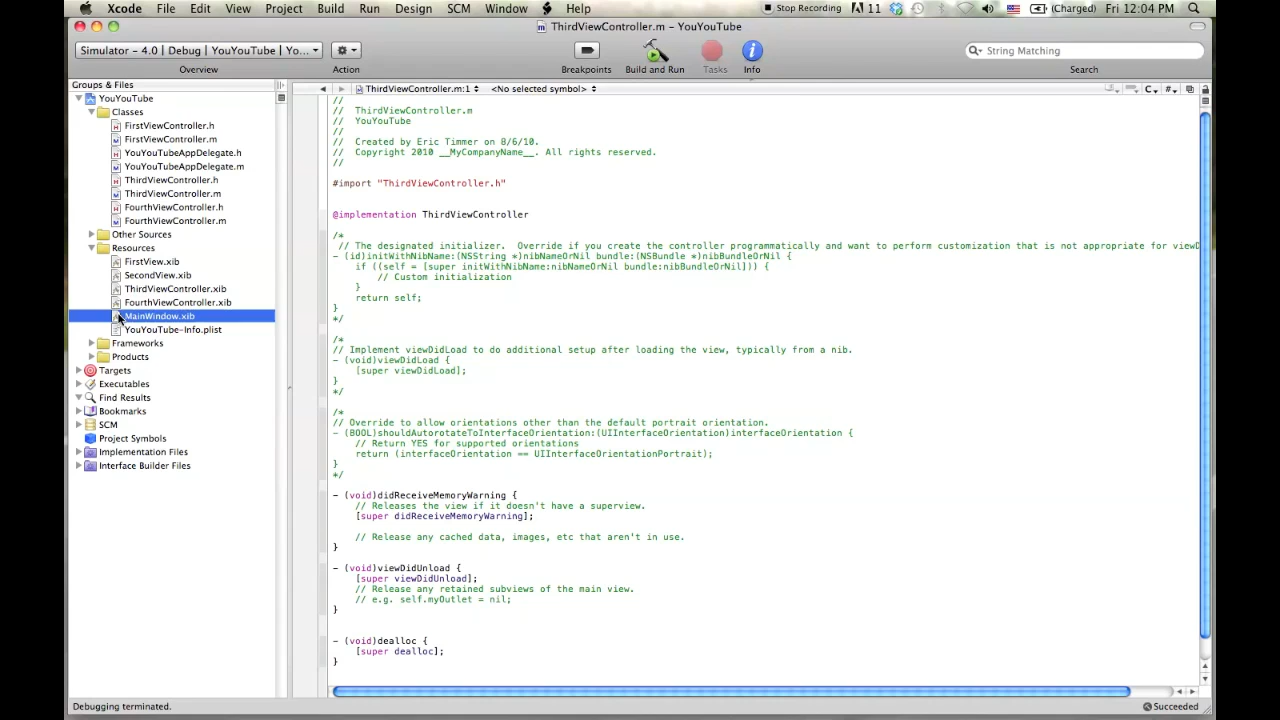 Xcode File Edit View Project Build Run Design SCM Window Help Stop Recording 11 (Charged) Fri 12:04 PM
ThirdViewController.m - YouYouTube
Simulator - 4.0 | Debug | YouYouTube | Yo...
String Matching
Overview Action Breakpoints Build and Run Tasks Info Search
Groups & Files
ThirdViewController.m:1 <No selected symbol>
YouYouTube
Classes
FirstViewController.h
FirstViewController.m
YouYouTubeAppDelegate.h
YouYouTubeAppDelegate.m
ThirdViewController.h
ThirdViewController.m
FourthViewController.h
FourthViewController.m
Other Sources
Resources
FirstView.xib
SecondView.xib
ThirdViewController.xib
FourthViewController.xib
MainWindow.xib
YouYouTube-Info.plist
Frameworks
Products
Targets
Executables
Find Results
Bookmarks
SCM
Project Symbols
Implementation Files
Interface Builder Files
//
// ThirdViewController.m
// YouYouTube
//
// Created by Eric Timmer on 8/6/10.
// Copyright 2010 __MyCompanyName__. All rights reserved.
//
#import "ThirdViewController.h"
@implementation ThirdViewController
/*
// The designated initializer. Override if you create the controller programmatically and want to perform customization that is not appropriate for viewD
- (id)initWithNibName:(NSString *)nibNameOrNil bundle:(NSBundle *)nibBundleOrNil {
if ((self = [super initWithNibName:nibNameOrNil bundle:nibBundleOrNil])) {
// Custom initialization
}
return self;
}
*/
/*
// Implement viewDidLoad to do additional setup after loading the view, typically from a nib.
- (void)viewDidLoad {
[super viewDidLoad];
}
*/
/*
// Override to allow orientations other than the default portrait orientation.
- (BOOL)shouldAutorotateToInterfaceOrientation:(UIInterfaceOrientation)interfaceOrientation {
// Return YES for supported orientations
return (interfaceOrientation == UIInterfaceOrientationPortrait);
}
*/
- (void)didReceiveMemoryWarning {
// Releases the view if it doesn't have a superview.
[super didReceiveMemoryWarning];
// Release any cached data, images, etc that aren't in use.
}
- (void)viewDidUnload {
[super viewDidUnload];
// Release any retained subviews of the main view.
// e.g. self.myOutlet = nil;
}
- (void)dealloc {
[super dealloc];
}
Debugging terminated.
Succeeded